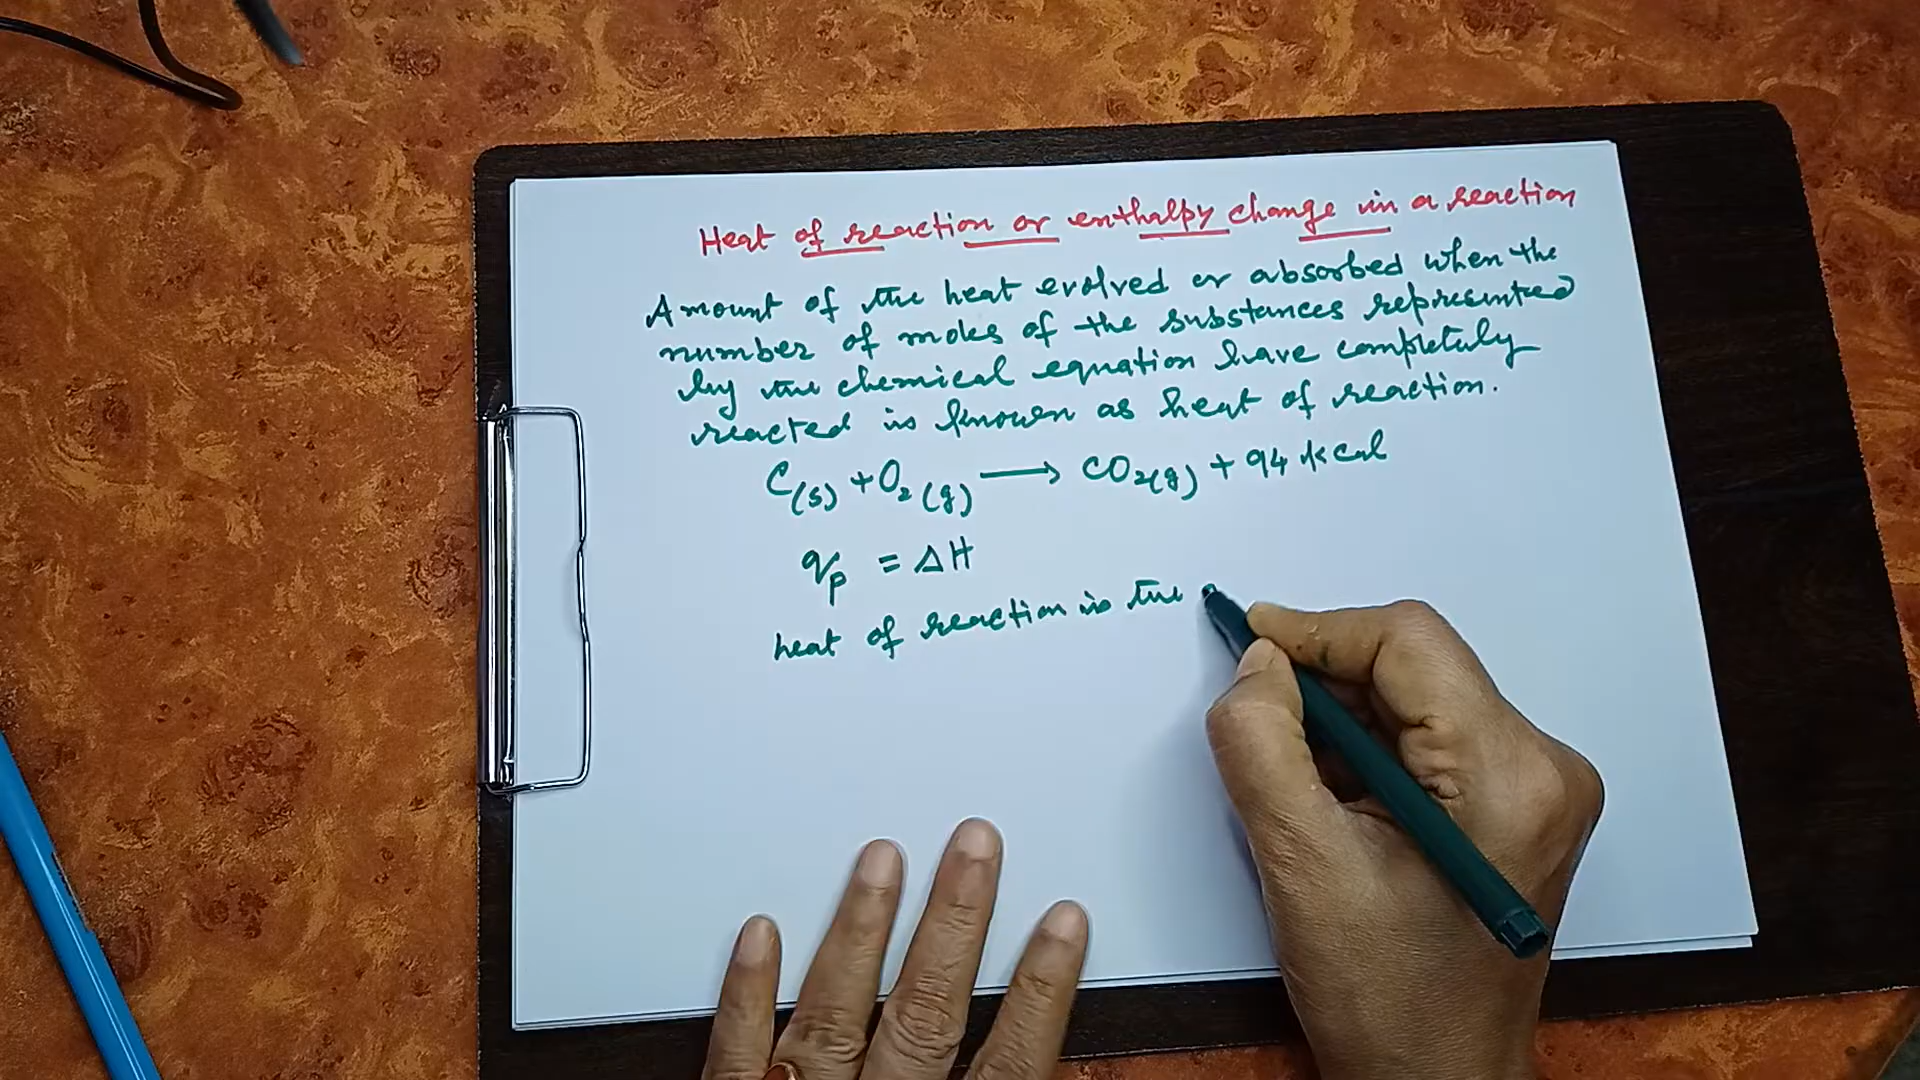 Heat of reaction or enthalpy change in a reaction
Amount of the heat evolved or absorbed when the
number of moles of the substances represented
by the chemical equation have completely
reacted is known as heat of reaction.
C(s) + O₂(g) ⟶ CO₂(g) + 94 kcal
qₚ = ΔH
heat of reaction is the